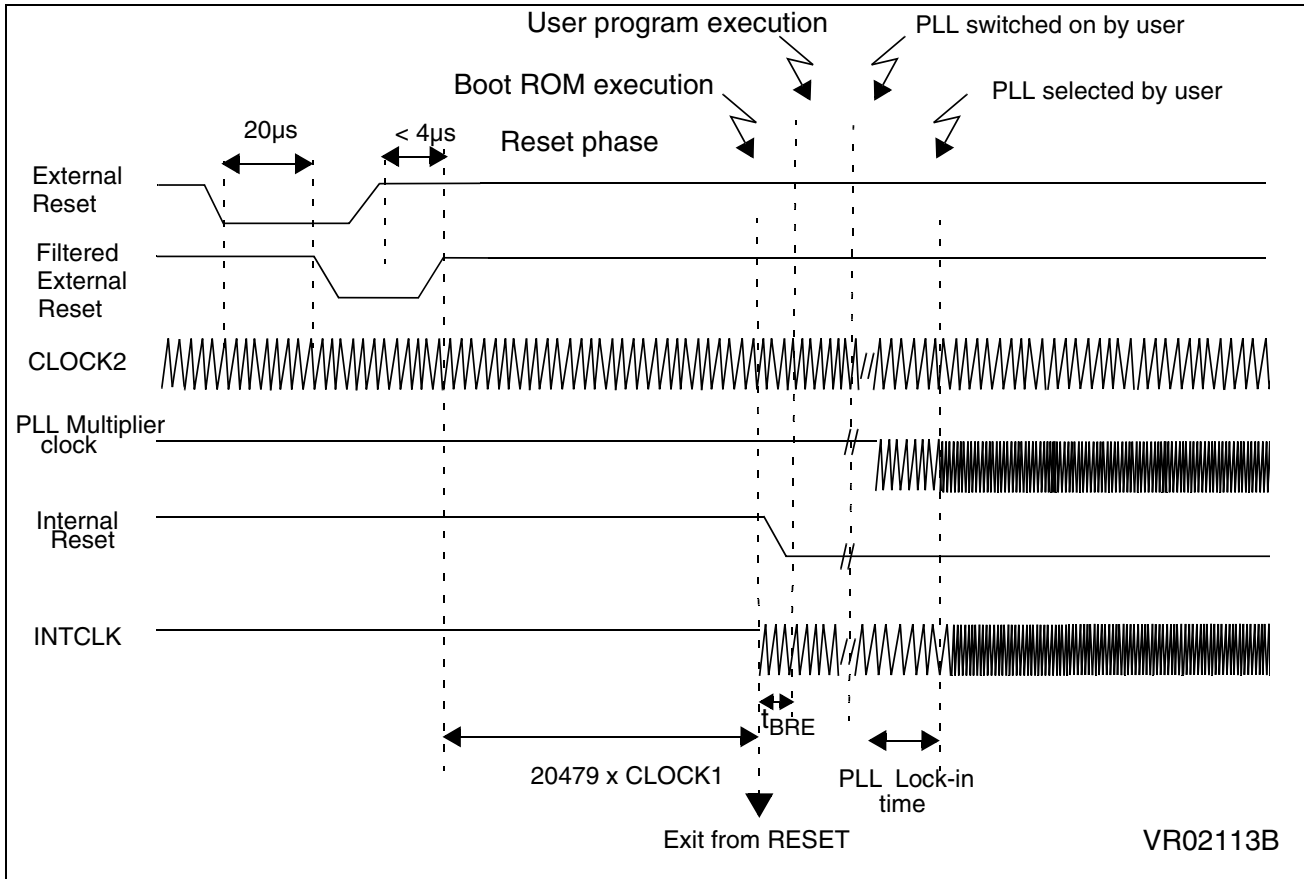 User program execution
PLL switched on by user
Boot ROM execution
PLL selected by user
20µs
< 4µs
Reset phase
External
Reset
Filtered
External
Reset
CLOCK2
PLL Multiplier
clock
Internal
Reset
INTCLK
tBRE
20479 x CLOCK1
PLL Lock-in
time
Exit from RESET
VR02113B